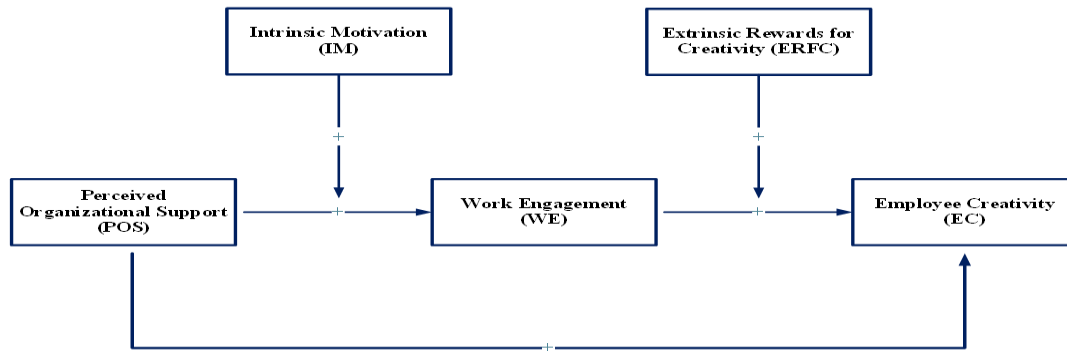 Intrinsic Motivation
(IM)
Extrinsic Rewards for
Creativity (ERFC)
+
+
Perceived
Organizational Support
(POS)
+
Work Engagement
(WE)
+
Employee Creativity
(EC)
+